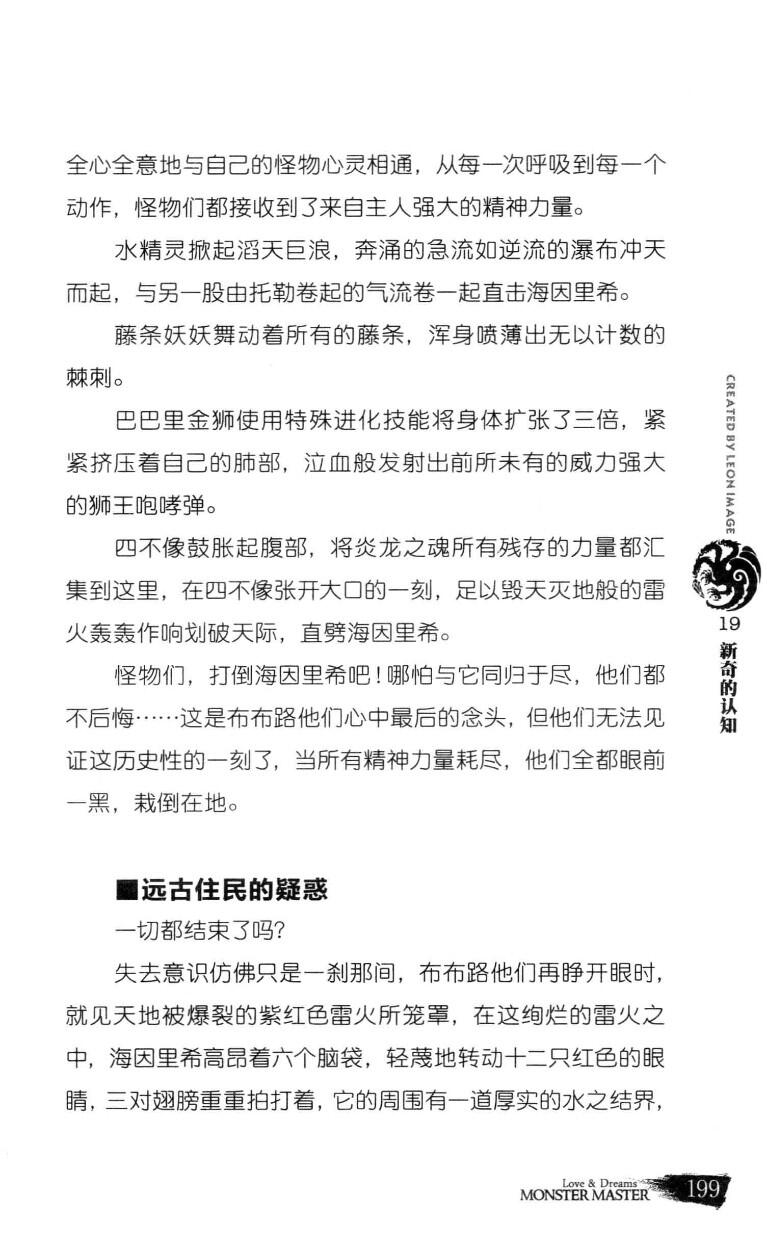 全心全意地与自己的怪物心灵相通，从每一次呼吸到每一个
动作，怪物们都接收到了来自主人强大的精神力量。
水精灵掀起滔天巨浪，奔涌的急流如逆流的瀑布冲天
而起，与另一股由托勒卷起的气流卷一起直击海因里希。
藤条妖妖舞动着所有的藤条，浑身喷薄出无以计数的
棘刺。
巴巴里金狮使用特殊进化技能将身体扩张了三倍，紧
紧挤压着自己的肺部，泣血般发射出前所未有的威力强大
的狮王咆哮弹。
四不像鼓胀起腹部，将炎龙之魂所有残存的力量都汇
集到这里，在四不像张开大口的一刻，足以毁天灭地般的雷
火轰轰作响划破天际，直劈海因里希。
怪物们，打倒海因里希吧！哪怕与它同归于尽，他们都
不后悔……这是布布路他们心中最后的念头，但他们无法见
证这历史性的一刻了，当所有精神力量耗尽，他们全都眼前
一黑，栽倒在地。
■远古住民的疑惑
一切都结束了吗？
失去意识仿佛只是一刹那间，布布路他们再睁开眼时，
就见天地被爆裂的紫红色雷火所笼罩，在这绚烂的雷火之
中，海因里希高昂着六个脑袋，轻蔑地转动十二只红色的眼
睛，三对翅膀重重拍打着，它的周围有一道厚实的水之结界，
CREATED BY LEON IMAGE
19
新奇的认知
Love & Dreams
MONSTER MASTER
199